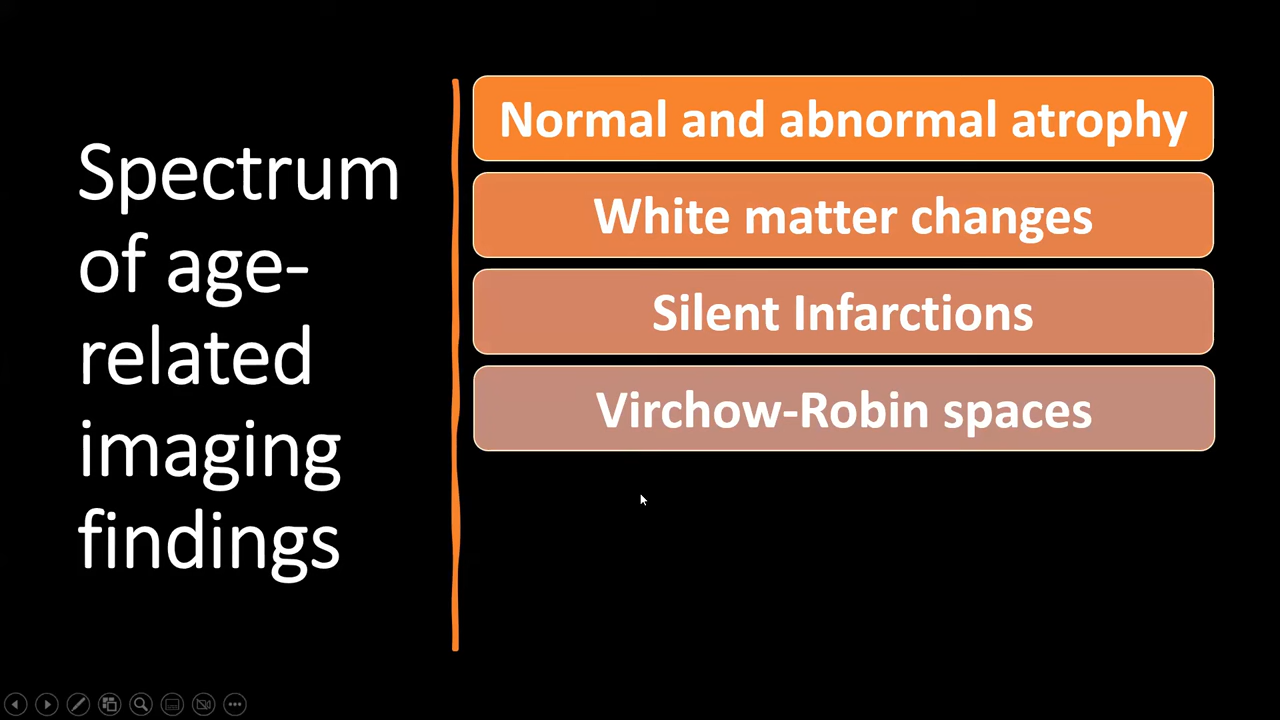 Spectrum
of age-
related
imaging
findings
Normal and abnormal atrophy
White matter changes
Silent Infarctions
Virchow-Robin spaces